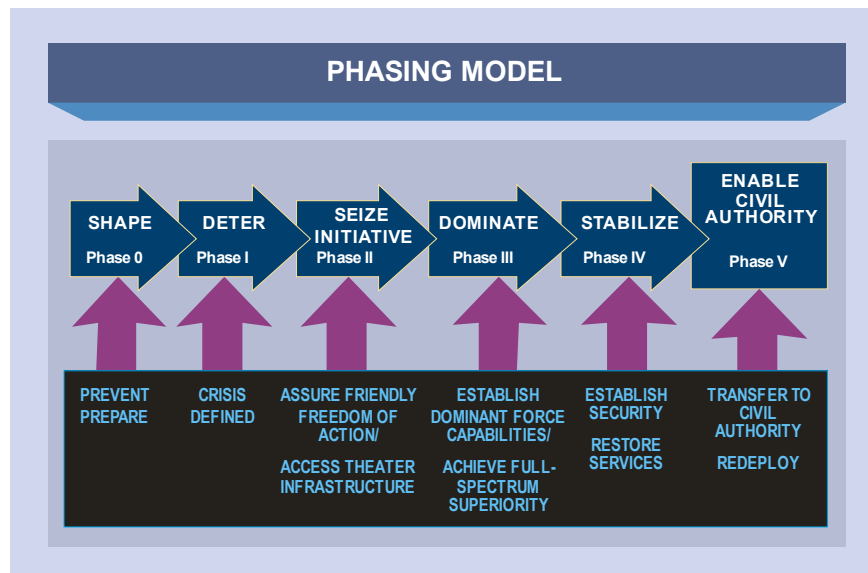 PHASING MODEL
SHAPE
Phase 0
DETER
Phase I
SEIZE
INITIATIVE
Phase II
DOMINATE
Phase III
STABILIZE
Phase IV
ENABLE
CIVIL
AUTHORITY
Phase V
PREVENT
PREPARE
CRISIS
DEFINED
ASSURE FRIENDLY
FREEDOM OF
ACTION/
ACCESS THEATER
INFRASTRUCTURE
ESTABLISH
DOMINANT FORCE
CAPABILITIES/
ACHIEVE FULL-
SPECTRUM
SUPERIORITY
ESTABLISH
SECURITY
RESTORE
SERVICES
TRANSFER TO
CIVIL
AUTHORITY
REDEPLOY